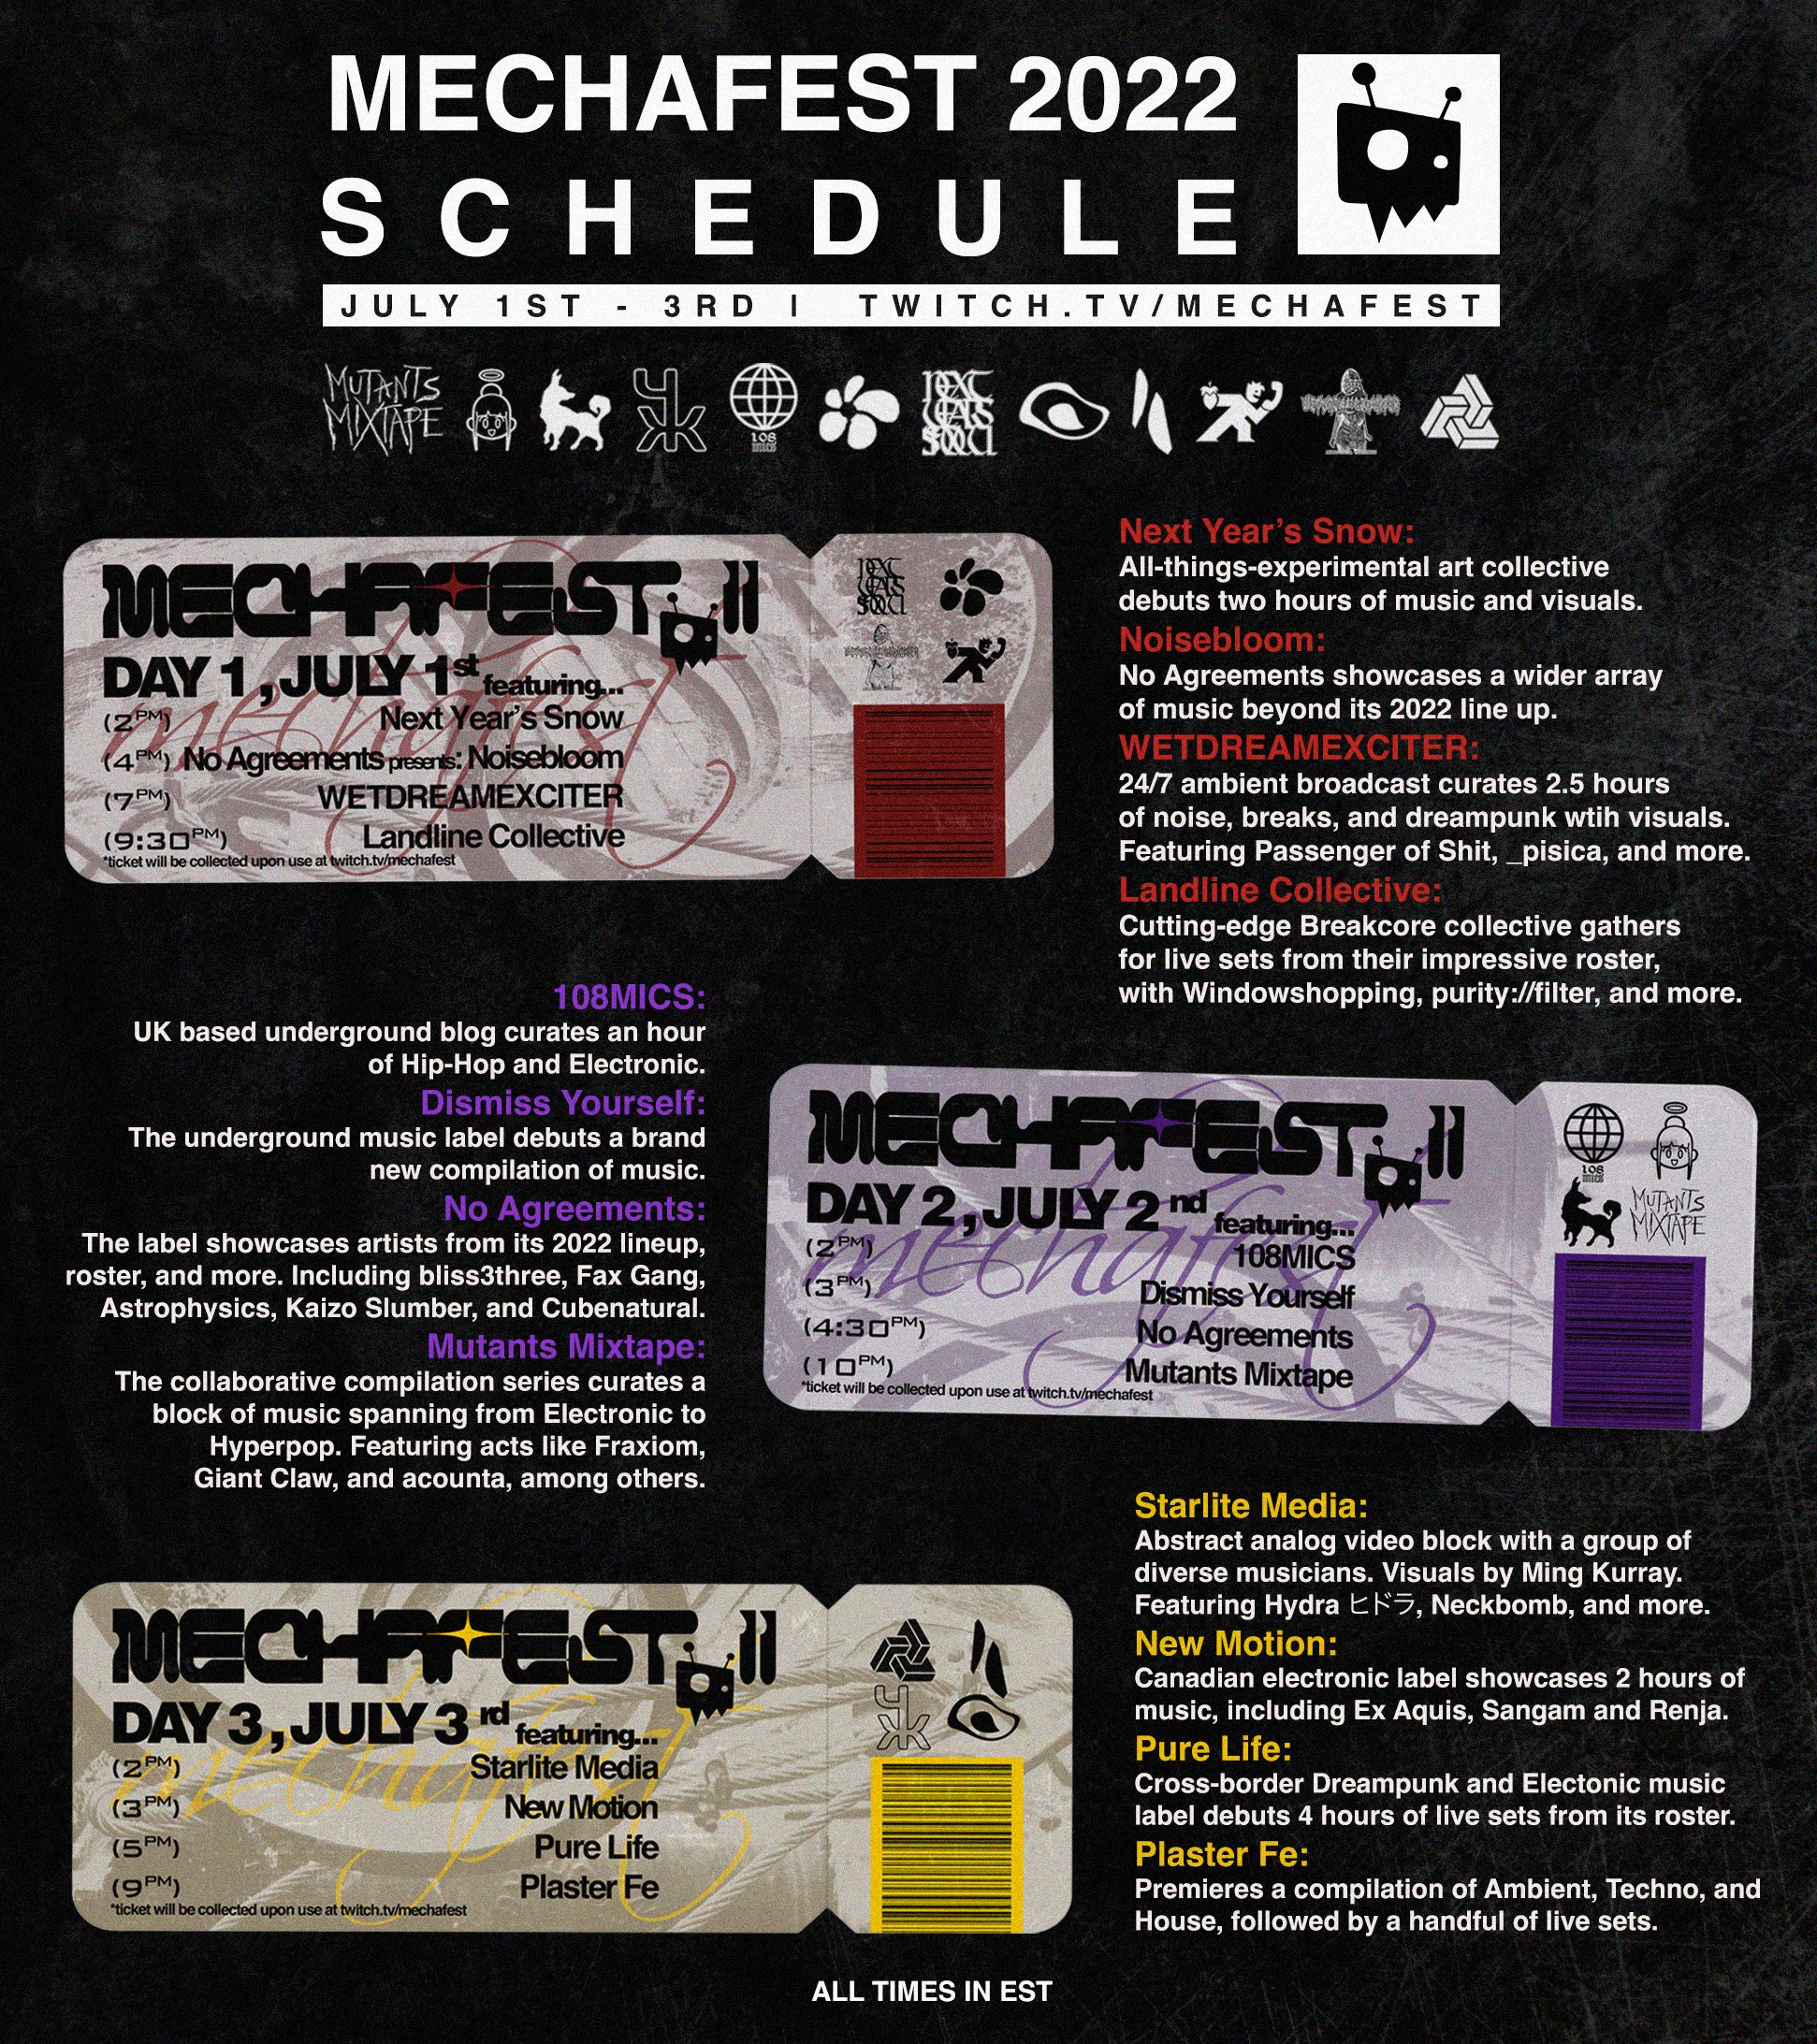 MECHAFEST 2022
SCHEDULE
JULY 1ST - 3RD | TWITCH.TV/MECHAFEST
MUTANTS
MIXTAPE
108
MICS
NEXT
YEARS
SNOW
MECHAFEST II
DAY 1, JULY 1st featuring...
(2PM) Next Year's Snow
(4PM) No Agreements presents: Noisebloom
(7PM) WETDREAMEXCITER
(9:30PM) Landline Collective
*ticket will be collected upon use at twitch.tv/mechafest
mechafest
NEXT
YEARS
SNOW
Next Year's Snow:
All-things-experimental art collective
debuts two hours of music and visuals.
Noisebloom:
No Agreements showcases a wider array
of music beyond its 2022 line up.
WETDREAMEXCITER:
24/7 ambient broadcast curates 2.5 hours
of noise, breaks, and dreampunk wtih visuals.
Featuring Passenger of Shit, _pisica, and more.
Landline Collective:
Cutting-edge Breakcore collective gathers
for live sets from their impressive roster,
with Windowshopping, purity://filter, and more.
108MICS:
UK based underground blog curates an hour
of Hip-Hop and Electronic.
Dismiss Yourself:
The underground music label debuts a brand
new compilation of music.
No Agreements:
The label showcases artists from its 2022 lineup,
roster, and more. Including bliss3three, Fax Gang,
Astrophysics, Kaizo Slumber, and Cubenatural.
Mutants Mixtape:
The collaborative compilation series curates a
block of music spanning from Electronic to
Hyperpop. Featuring acts like Fraxiom,
Giant Claw, and acounta, among others.
MECHAFEST II
DAY 2, JULY 2nd featuring...
(2PM) 108MICS
(3PM) Dismiss Yourself
(4:30PM) No Agreements
(10PM) Mutants Mixtape
*ticket will be collected upon use at twitch.tv/mechafest
mechafest
108
MICS
MUTANTS
MIXTAPE
MECHAFEST II
DAY 3, JULY 3rd featuring...
(2PM) Starlite Media
(3PM) New Motion
(5PM) Pure Life
(9PM) Plaster Fe
*ticket will be collected upon use at twitch.tv/mechafest
mechafest
Starlite Media:
Abstract analog video block with a group of
diverse musicians. Visuals by Ming Kurray.
Featuring Hydra ヒドラ, Neckbomb, and more.
New Motion:
Canadian electronic label showcases 2 hours of
music, including Ex Aquis, Sangam and Renja.
Pure Life:
Cross-border Dreampunk and Electonic music
label debuts 4 hours of live sets from its roster.
Plaster Fe:
Premieres a compilation of Ambient, Techno, and
House, followed by a handful of live sets.
ALL TIMES IN EST